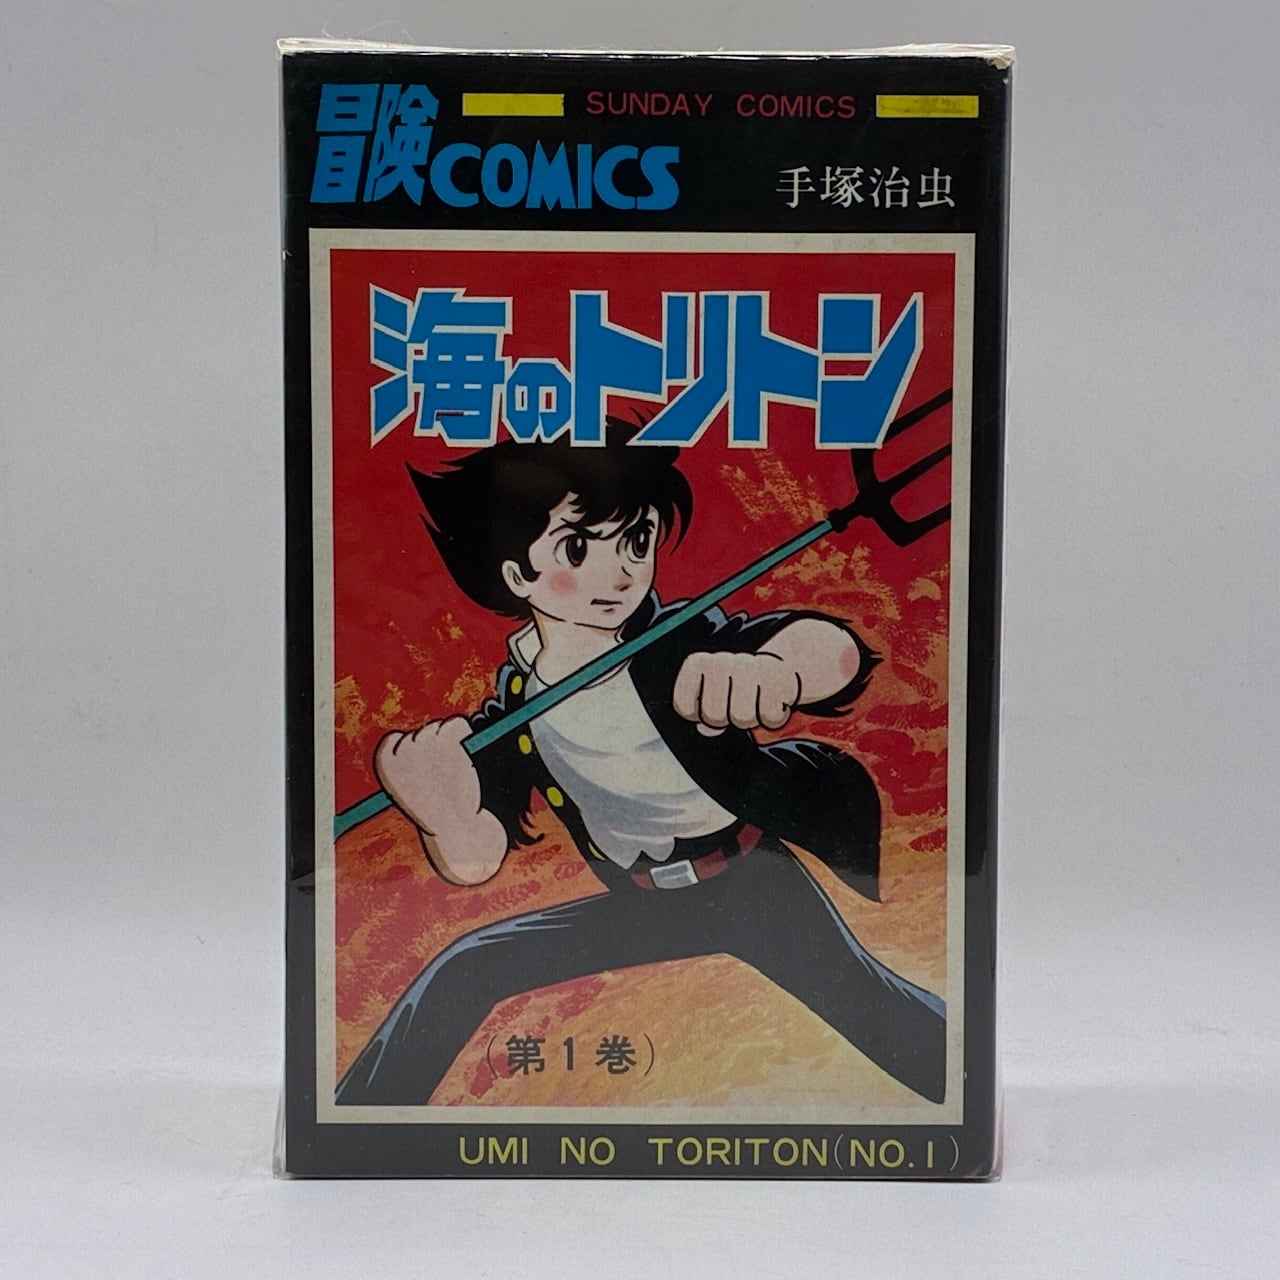 SUNDAY COMICS
冒険COMICS
手塚治虫
海のトリトン
(第1巻)
UMI NO TORITON(NO.1)